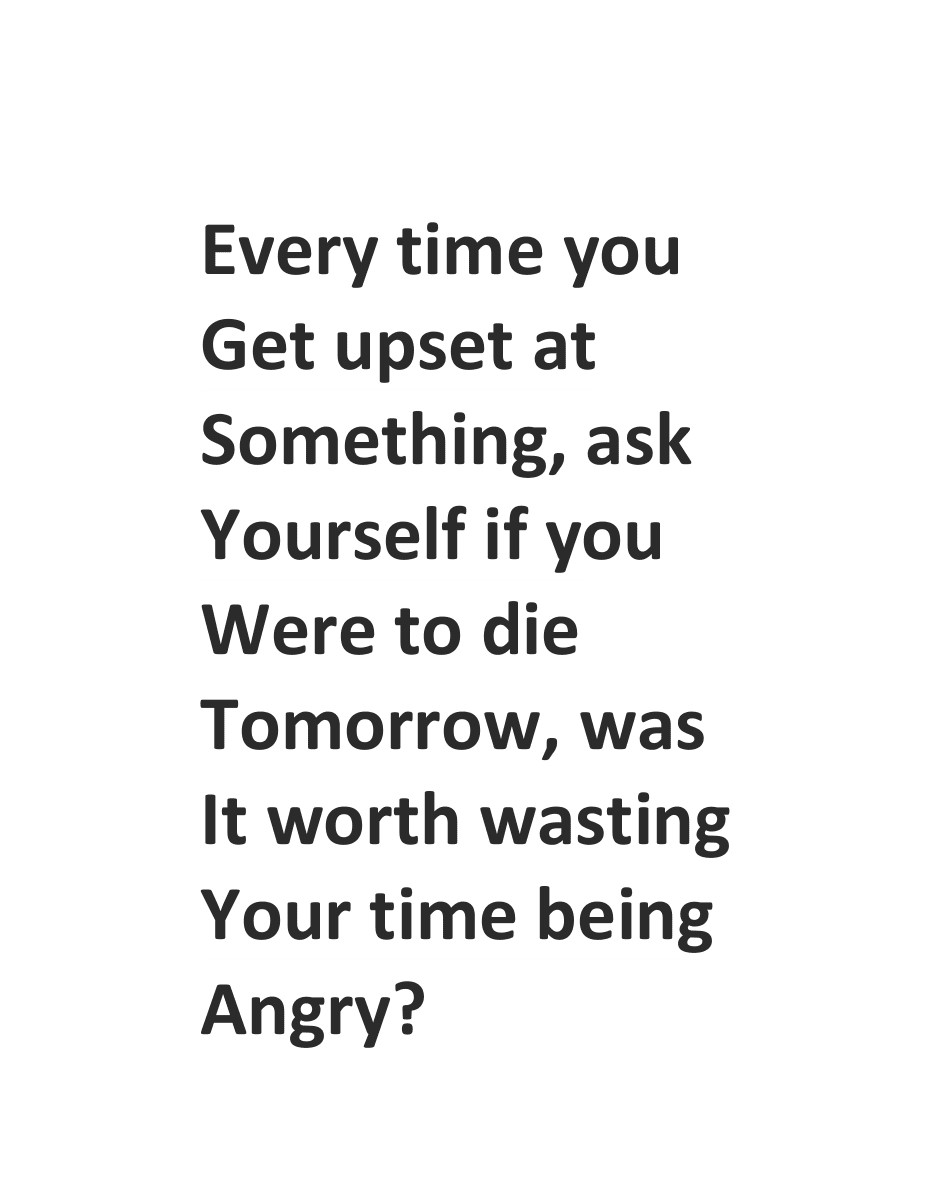 Every time you
Get upset at
Something, ask
Yourself if you
Were to die
Tomorrow, was
It worth wasting
Your time being
Angry?